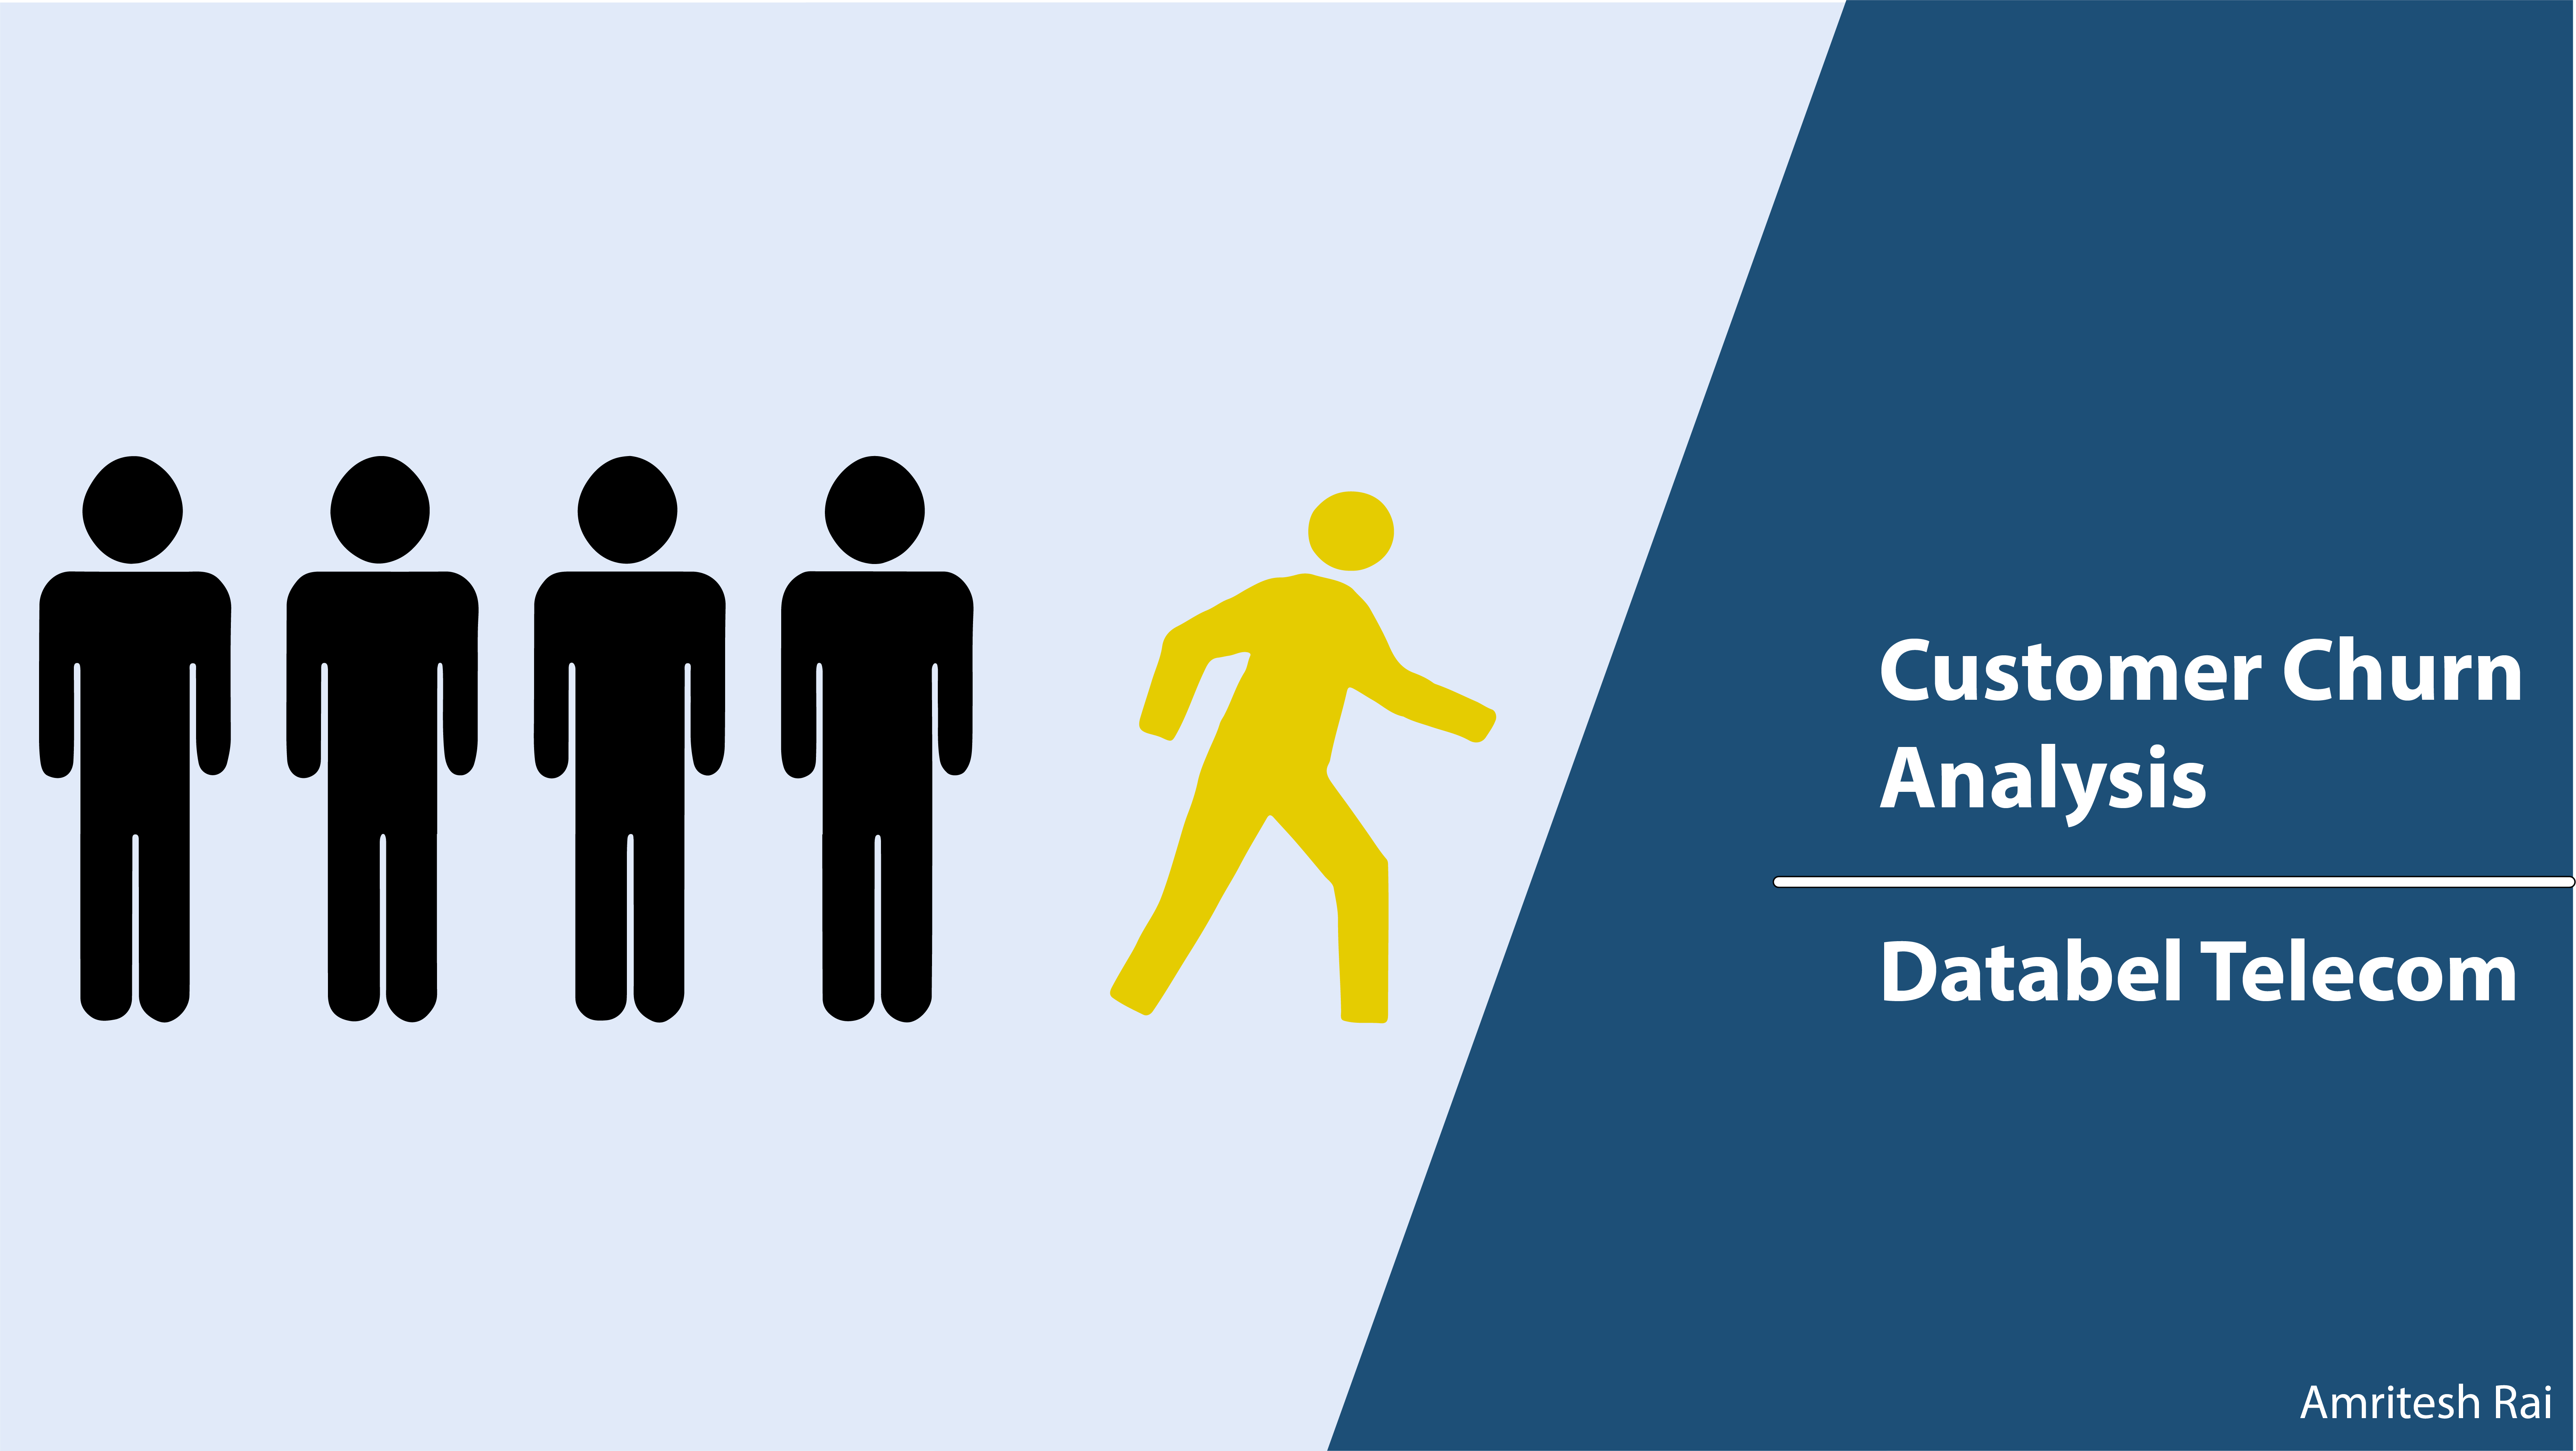 Customer Churn
Analysis
Databel Telecom
Amritesh Rai